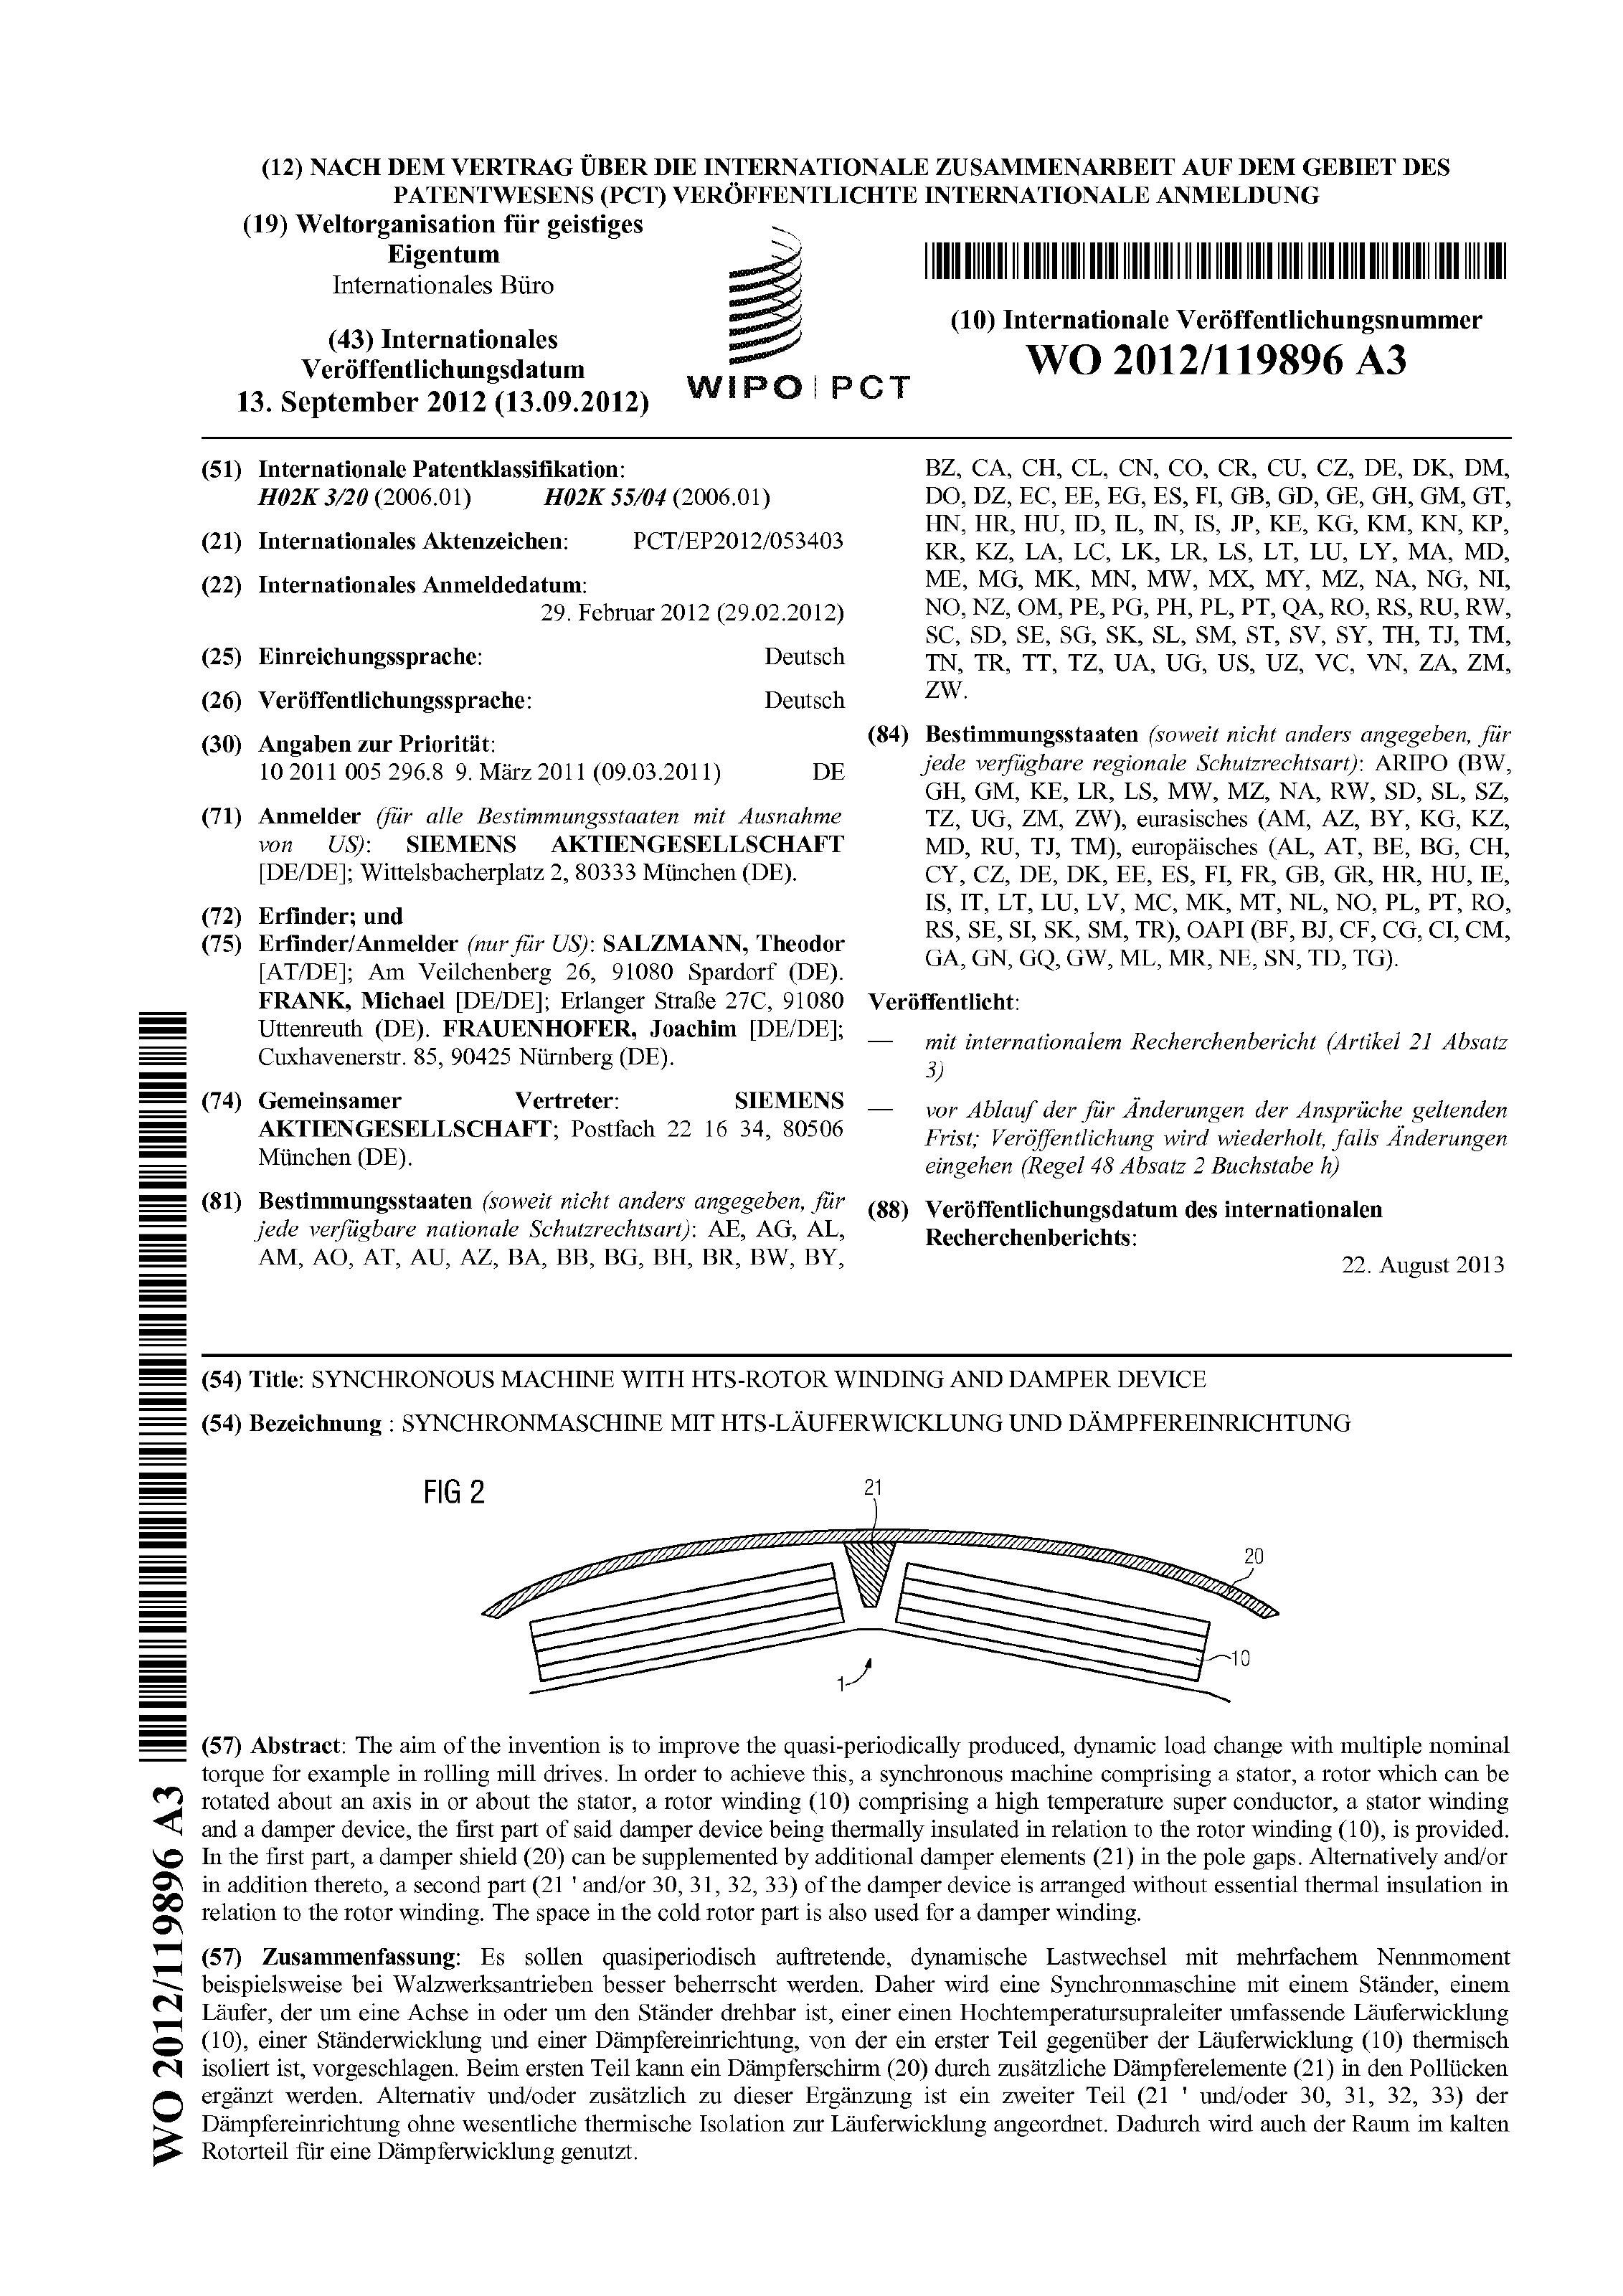 (12) NACH DEM VERTRAG ÜBER DIE INTERNATIONALE ZUSAMMENARBEIT AUF DEM GEBIET DES
PATENTWESENS (PCT) VERÖFFENTLICHTE INTERNATIONALE ANMELDUNG
(19) Weltorganisation für geistiges
Eigentum
Internationales Büro
(43) Internationales
Veröffentlichungsdatum
13. September 2012 (13.09.2012)
WIPO | PCT
(10) Internationale Veröffentlichungsnummer
WO 2012/119896 A3
(51) Internationale Patentklassifikation:
H02K 3/20 (2006.01) H02K 55/04 (2006.01)
(21) Internationales Aktenzeichen: PCT/EP2012/053403
(22) Internationales Anmeldedatum:
29. Februar 2012 (29.02.2012)
(25) Einreichungssprache: Deutsch
(26) Veröffentlichungssprache: Deutsch
(30) Angaben zur Priorität:
10 2011 005 296.8 9. März 2011 (09.03.2011) DE
(71) Anmelder (für alle Bestimmungsstaaten mit Ausnahme
von US): SIEMENS AKTIENGESELLSCHAFT
[DE/DE]; Wittelsbacherplatz 2, 80333 München (DE).
(72) Erfinder; und
(75) Erfinder/Anmelder (nur für US): SALZMANN, Theodor
[AT/DE]; Am Veilchenberg 26, 91080 Spardorf (DE).
FRANK, Michael [DE/DE]; Erlanger Straße 27C, 91080
Uttenreuth (DE). FRAUENHOFER, Joachim [DE/DE];
Cuxhavenerstr. 85, 90425 Nürnberg (DE).
(74) Gemeinsamer Vertreter: SIEMENS
AKTIENGESELLSCHAFT; Postfach 22 16 34, 80506
München (DE).
(81) Bestimmungsstaaten (soweit nicht anders angegeben, für
jede verfügbare nationale Schutzrechtsart): AE, AG, AL,
AM, AO, AT, AU, AZ, BA, BB, BG, BH, BR, BW, BY,
BZ, CA, CH, CL, CN, CO, CR, CU, CZ, DE, DK, DM,
DO, DZ, EC, EE, EG, ES, FI, GB, GD, GE, GH, GM, GT,
HN, HR, HU, ID, IL, IN, IS, JP, KE, KG, KM, KN, KP,
KR, KZ, LA, LC, LK, LR, LS, LT, LU, LY, MA, MD,
ME, MG, MK, MN, MW, MX, MY, MZ, NA, NG, NI,
NO, NZ, OM, PE, PG, PH, PL, PT, QA, RO, RS, RU, RW,
SC, SD, SE, SG, SK, SL, SM, ST, SV, SY, TH, TJ, TM,
TN, TR, TT, TZ, UA, UG, US, UZ, VC, VN, ZA, ZM,
ZW.
(84) Bestimmungsstaaten (soweit nicht anders angegeben, für
jede verfügbare regionale Schutzrechtsart): ARIPO (BW,
GH, GM, KE, LR, LS, MW, MZ, NA, RW, SD, SL, SZ,
TZ, UG, ZM, ZW), eurasisches (AM, AZ, BY, KG, KZ,
MD, RU, TJ, TM), europäisches (AL, AT, BE, BG, CH,
CY, CZ, DE, DK, EE, ES, FI, FR, GB, GR, HR, HU, IE,
IS, IT, LT, LU, LV, MC, MK, MT, NL, NO, PL, PT, RO,
RS, SE, SI, SK, SM, TR), OAPI (BF, BJ, CF, CG, CI, CM,
GA, GN, GQ, GW, ML, MR, NE, SN, TD, TG).
Veröffentlicht:
— mit internationalem Recherchenbericht (Artikel 21 Absatz
3)
— vor Ablauf der für Änderungen der Ansprüche geltenden
Frist; Veröffentlichung wird wiederholt, falls Änderungen
eingehen (Regel 48 Absatz 2 Buchstabe h)
(88) Veröffentlichungsdatum des internationalen
Recherchenberichts:
22. August 2013
(54) Title: SYNCHRONOUS MACHINE WITH HTS-ROTOR WINDING AND DAMPER DEVICE
(54) Bezeichnung : SYNCHRONMASCHINE MIT HTS-LÄUFERWICKLUNG UND DÄMPFEREINRICHTUNG
FIG 2
21
20
10
1
(57) Abstract: The aim of the invention is to improve the quasi-periodically produced, dynamic load change with multiple nominal
torque for example in rolling mill drives. In order to achieve this, a synchronous machine comprising a stator, a rotor which can be
rotated about an axis in or about the stator, a rotor winding (10) comprising a high temperature super conductor, a stator winding
and a damper device, the first part of said damper device being thermally insulated in relation to the rotor winding (10), is provided.
In the first part, a damper shield (20) can be supplemented by additional damper elements (21) in the pole gaps. Alternatively and/or
in addition thereto, a second part (21 ' and/or 30, 31, 32, 33) of the damper device is arranged without essential thermal insulation in
relation to the rotor winding. The space in the cold rotor part is also used for a damper winding.
(57) Zusammenfassung: Es sollen quasiperiodisch auftretende, dynamische Lastwechsel mit mehrfachem Nennmoment
beispielsweise bei Walzwerksantrieben besser beherrscht werden. Daher wird eine Synchronmaschine mit einem Ständer, einem
Läufer, der um eine Achse in oder um den Ständer drehbar ist, einer einen Hochtemperatursupraleiter umfassende Läuferwicklung
(10), einer Ständerwicklung und einer Dämpfereinrichtung, von der ein erster Teil gegenüber der Läuferwicklung (10) thermisch
isoliert ist, vorgeschlagen. Beim ersten Teil kann ein Dämpferschirm (20) durch zusätzliche Dämpferelemente (21) in den Pollücken
ergänzt werden. Alternativ und/oder zusätzlich zu dieser Ergänzung ist ein zweiter Teil (21 ' und/oder 30, 31, 32, 33) der
Dämpfereinrichtung ohne wesentliche thermische Isolation zur Läuferwicklung angeordnet. Dadurch wird auch der Raum im kalten
Rotorteil für eine Dämpferwicklung genutzt.
WO 2012/119896 A3